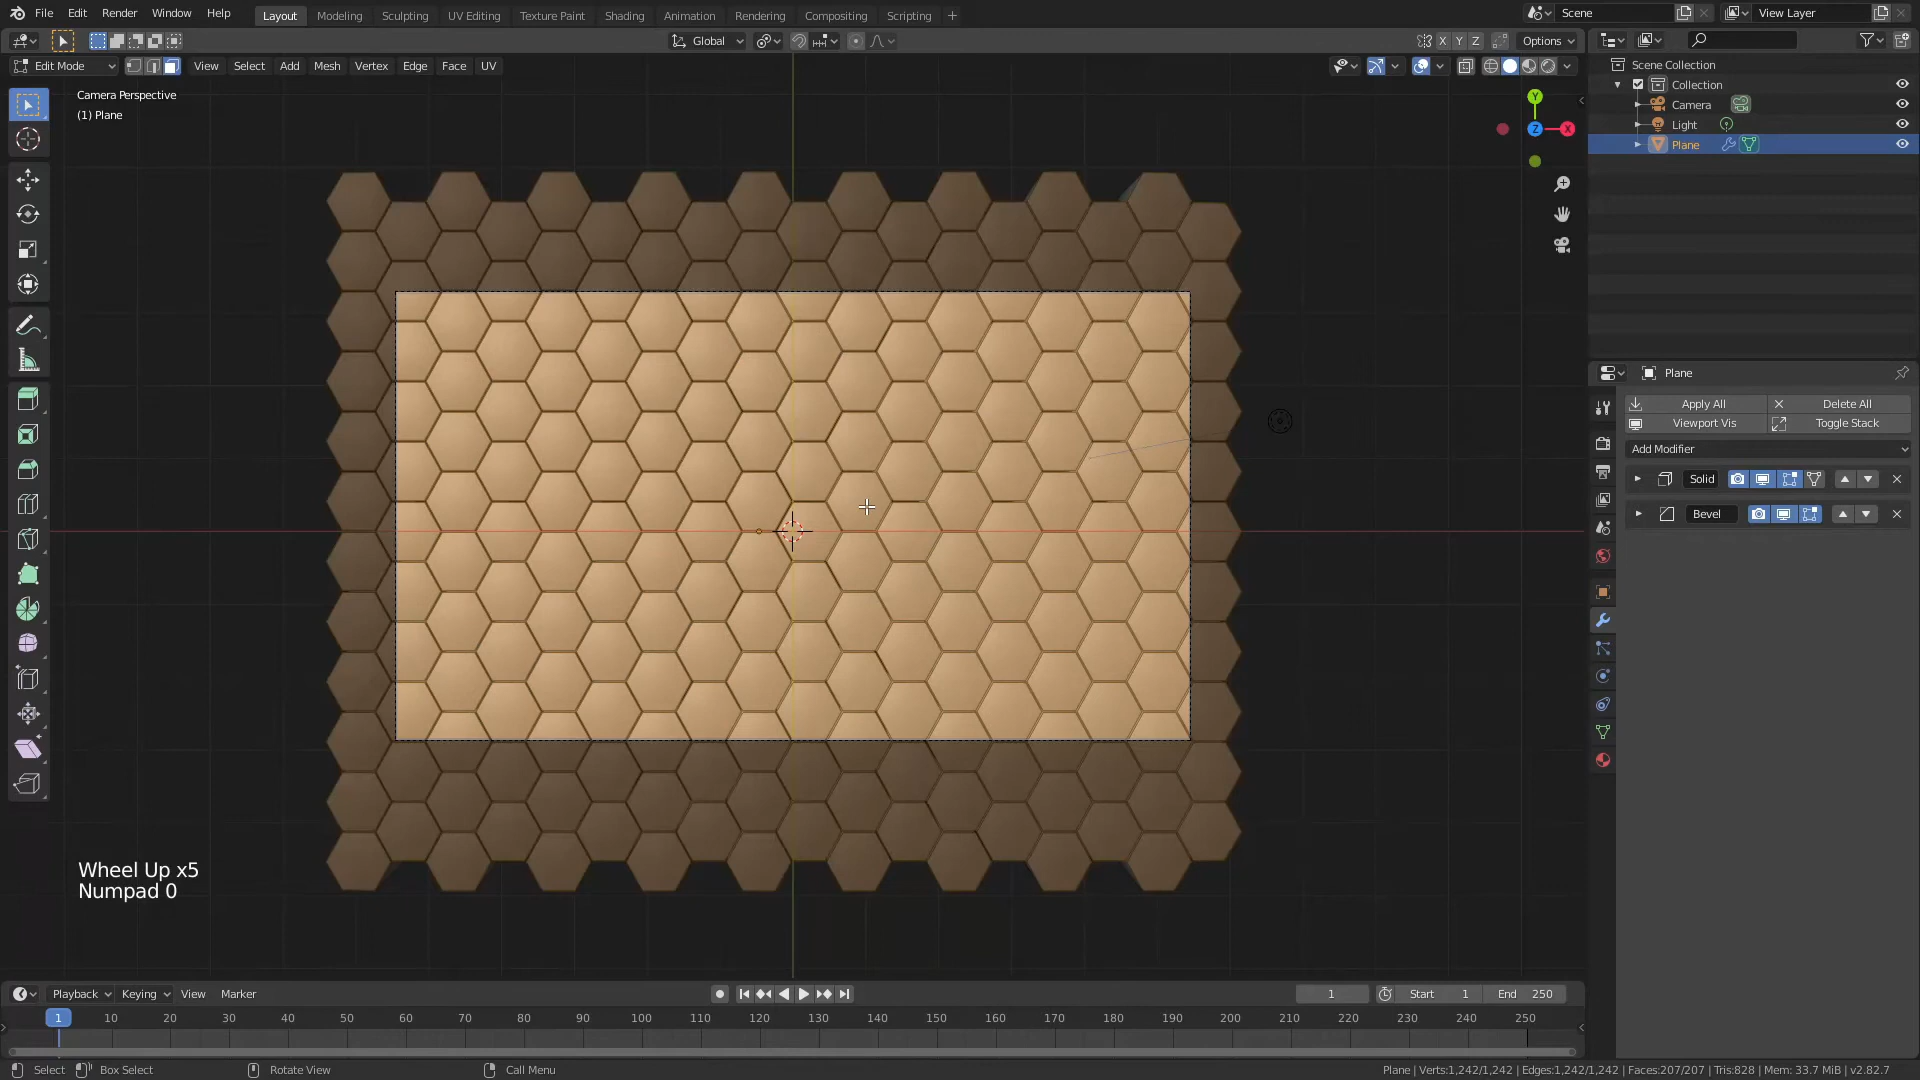 File Edit Render Window Help Layout Modeling Sculpting UV Editing Texture Paint Shading Animation Rendering Compositing Scripting + Scene View Layer
Global X Y Z Options
Edit Mode View Select Add Mesh Vertex Edge Face UV
Camera Perspective
(1) Plane
Y
Z X
Scene Collection
Collection
Camera
Light
Plane
Plane
Apply All Delete All
Viewport Vis Toggle Stack
Add Modifier
Solid
Bevel
Wheel Up x5
Numpad 0
Playback Keying View Marker 1 Start 1 End 250
1 10 20 30 40 50 60 70 80 90 100 110 120 130 140 150 160 170 180 190 200 210 220 230 240 250
Select Box Select Rotate View Call Menu Plane | Verts:1,242/1,242 | Edges:1,242/1,242 | Faces:207/207 | Tris:828 | Mem: 33.7 MiB | v2.82.7